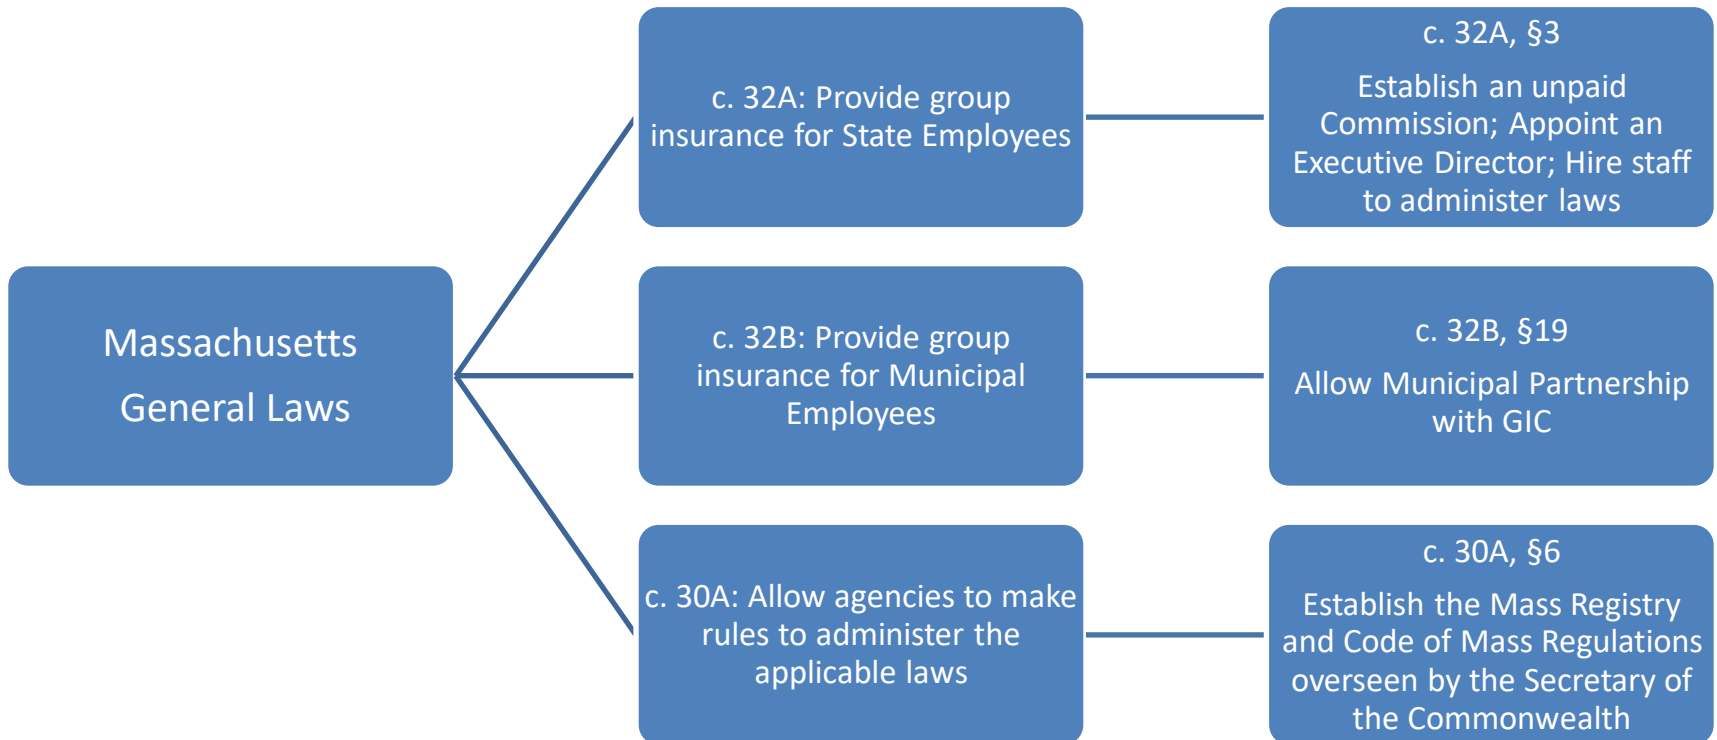 Massachusetts
General Laws
c. 32A: Provide group
insurance for State Employees
c. 32A, §3
Establish an unpaid
Commission; Appoint an
Executive Director; Hire staff
to administer laws
c. 32B: Provide group
insurance for Municipal
Employees
c. 32B, §19
Allow Municipal Partnership
with GIC
c. 30A: Allow agencies to make
rules to administer the
applicable laws
c. 30A, §6
Establish the Mass Registry
and Code of Mass Regulations
overseen by the Secretary of
the Commonwealth